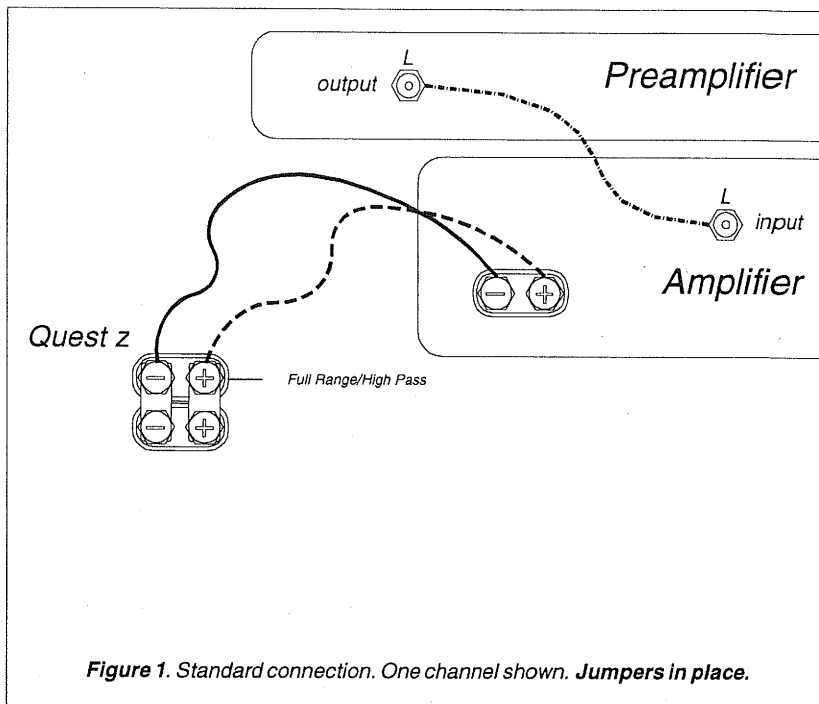 L
output
Preamplifier
L
input
Amplifier
Quest z
Full Range/High Pass
Figure 1. Standard connection. One channel shown. Jumpers in place.